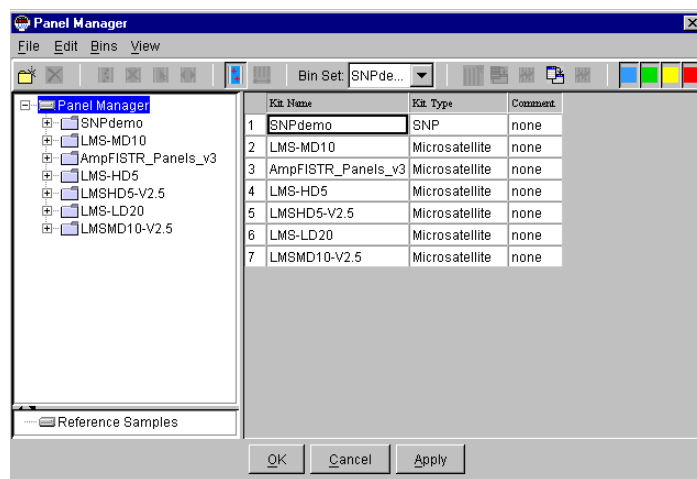 Panel Manager
File Edit Bins View
Bin Set: SNPde...
Panel Manager
SNPdemo
LMS-MD10
AmpFISTR_Panels_v3
LMS-HD5
LMSHD5-V2.5
LMS-LD20
LMSMD10-V2.5
Reference Samples
Kit Name Kit Type Comment
1 SNPdemo SNP none
2 LMS-MD10 Microsatellite none
3 AmpFISTR_Panels_v3 Microsatellite none
4 LMS-HD5 Microsatellite none
5 LMSHD5-V2.5 Microsatellite none
6 LMS-LD20 Microsatellite none
7 LMSMD10-V2.5 Microsatellite none
OK Cancel Apply